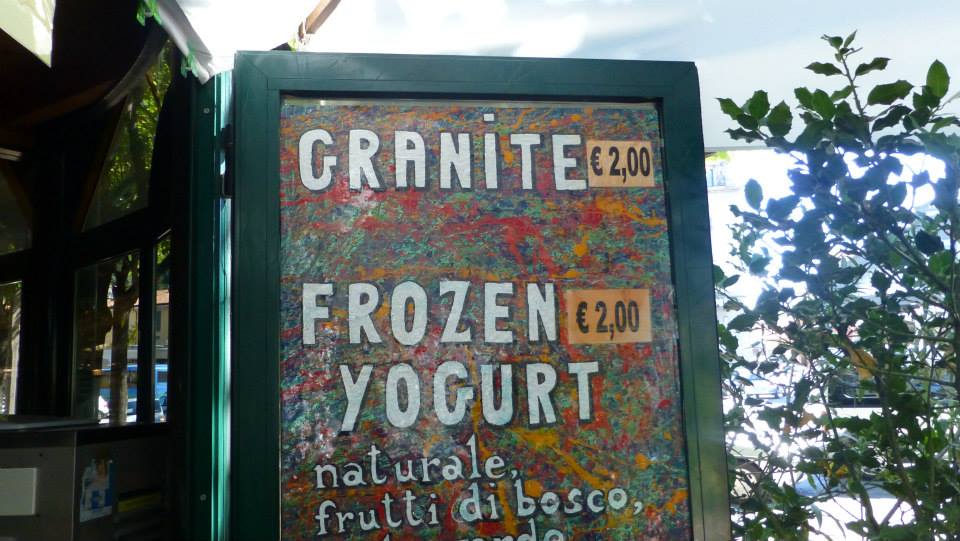 GRANiTE € 2,00
FROZEN € 2,00
YOGURT
naturale,
frutti di bosco,